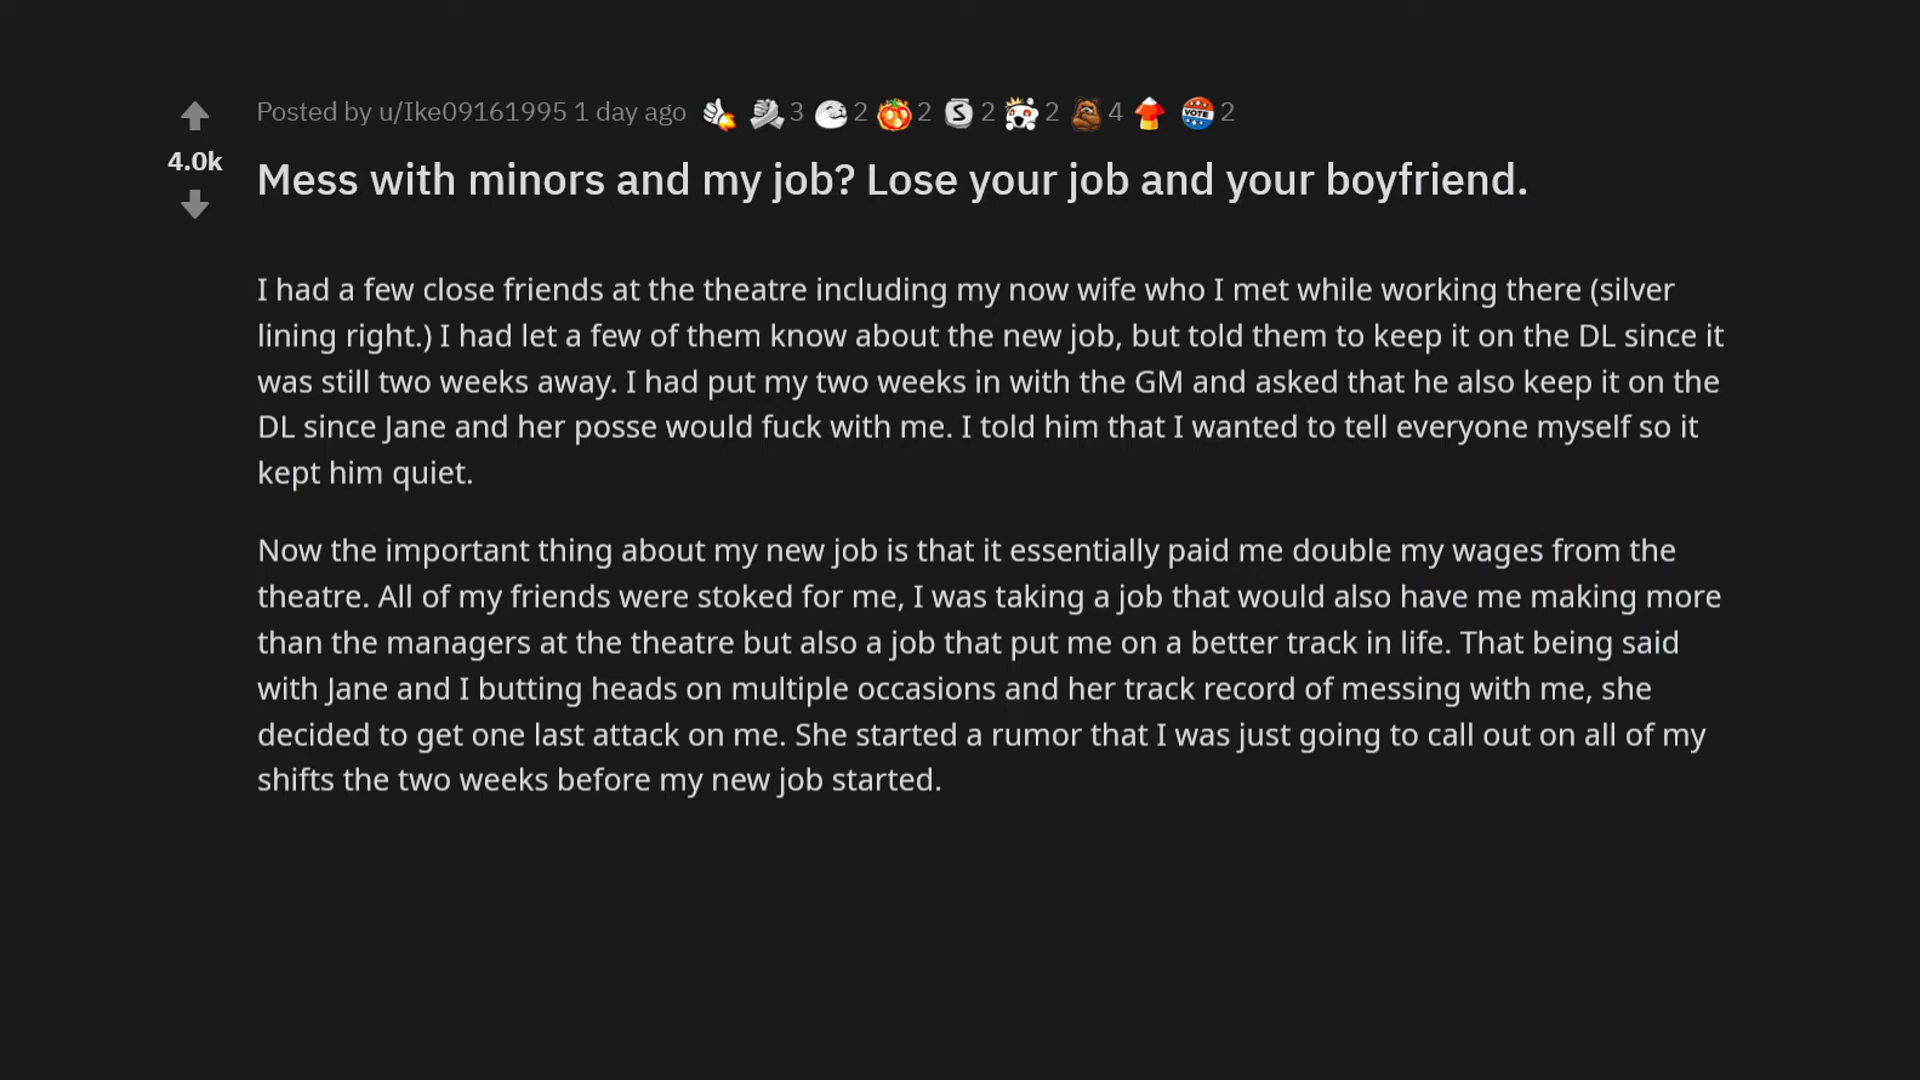 Posted by u/Ike09161995 1 day ago 3 2 2 S 2 2 4 VOTE 2
4.0k
Mess with minors and my job? Lose your job and your boyfriend.
I had a few close friends at the theatre including my now wife who I met while working there (silver
lining right.) I had let a few of them know about the new job, but told them to keep it on the DL since it
was still two weeks away. I had put my two weeks in with the GM and asked that he also keep it on the
DL since Jane and her posse would fuck with me. I told him that I wanted to tell everyone myself so it
kept him quiet.
Now the important thing about my new job is that it essentially paid me double my wages from the
theatre. All of my friends were stoked for me, I was taking a job that would also have me making more
than the managers at the theatre but also a job that put me on a better track in life. That being said
with Jane and I butting heads on multiple occasions and her track record of messing with me, she
decided to get one last attack on me. She started a rumor that I was just going to call out on all of my
shifts the two weeks before my new job started.